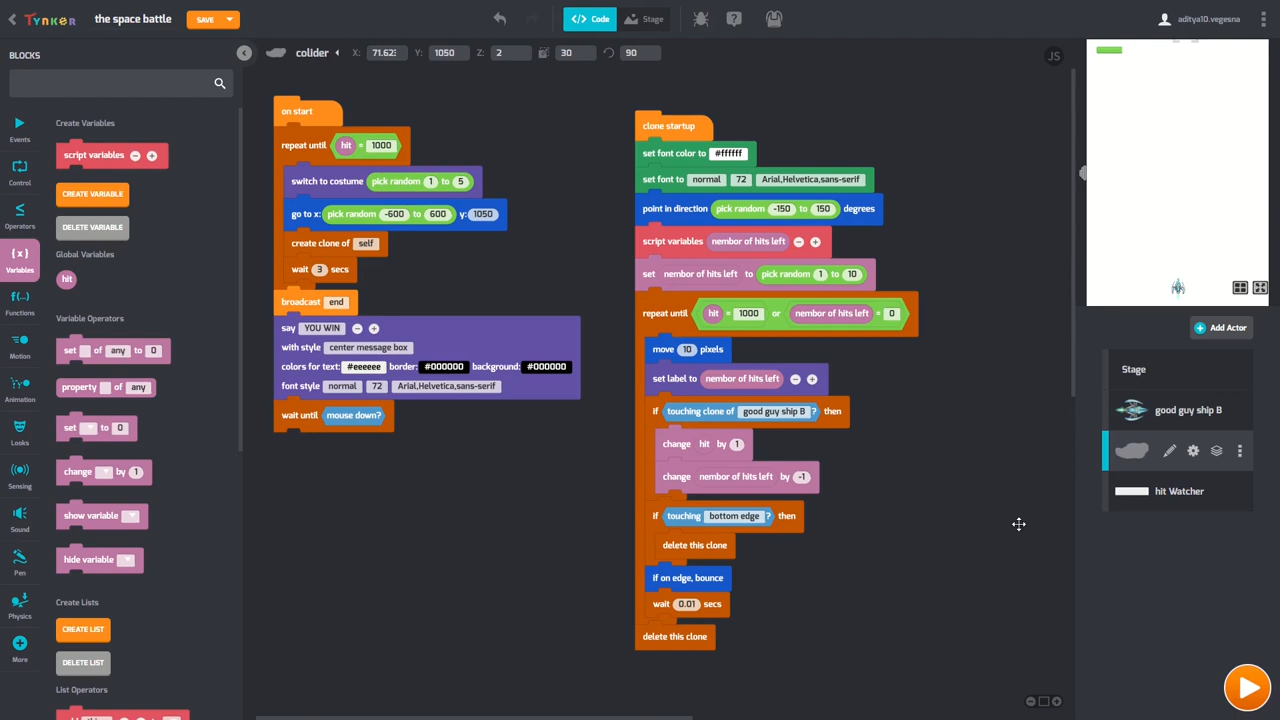 Tynker
the space battle
SAVE
Code
Stage
aditya10.vegesna
BLOCKS
colider
X: 71.623
Y: 1050
Z: 2
30
90
JS
Events
Control
Operators
{x}
Variables
f(...)
Functions
Motion
Animation
Looks
Sensing
Sound
Pen
Physics
More
Create Variables
script variables
CREATE VARIABLE
DELETE VARIABLE
Global Variables
hit
Variable Operators
set of any to 0
property of any
set to 0
change by 1
show variable
hide variable
Create Lists
CREATE LIST
DELETE LIST
List Operators
on start
repeat until hit = 1000
switch to costume pick random 1 to 5
go to x: pick random -600 to 600 y: 1050
create clone of self
wait 3 secs
broadcast end
say YOU WIN
with style center message box
colors for text: #eeeeee border: #000000 background: #000000
font style normal 72 Arial,Helvetica,sans-serif
wait until mouse down?
clone startup
set font color to #ffffff
set font to normal 72 Arial,Helvetica,sans-serif
point in direction pick random -150 to 150 degrees
script variables nembor of hits left
set nembor of hits left to pick random 1 to 10
repeat until hit = 1000 or nembor of hits left = 0
move 10 pixels
set label to nembor of hits left
if touching clone of good guy ship B ? then
change hit by 1
change nembor of hits left by -1
if touching bottom edge ? then
delete this clone
if on edge, bounce
wait 0.01 secs
delete this clone
Add Actor
Stage
good guy ship B
hit Watcher